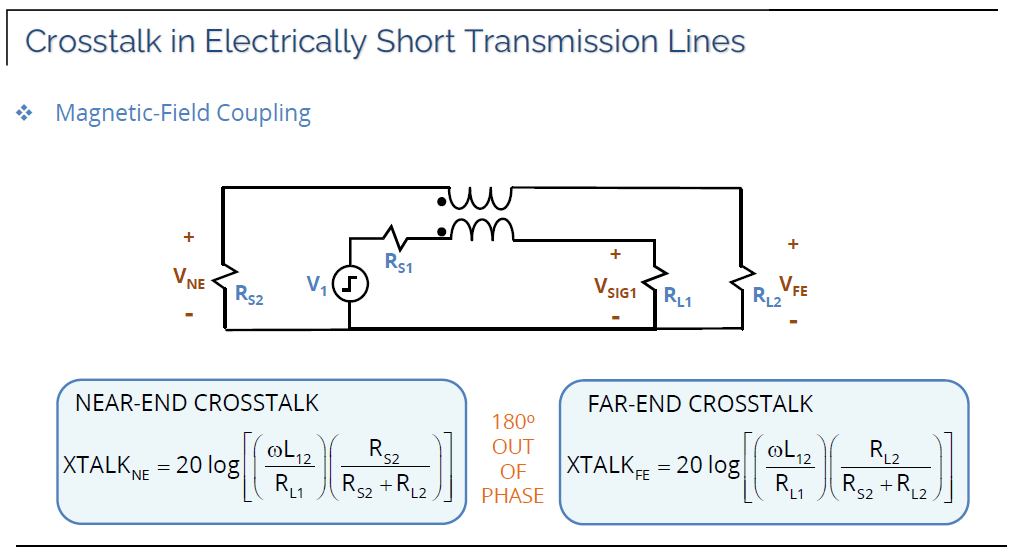 Crosstalk in Electrically Short Transmission Lines
❖ Magnetic-Field Coupling
+
V_NE
-
R_S2
V_1
R_S1
+
V_SIG1
-
R_L1
R_L2
+
V_FE
-
NEAR-END CROSSTALK
XTALK_NE = 20 log[(ωL_12 / R_L1)(R_S2 / (R_S2 + R_L2))]
180º
OUT
OF
PHASE
FAR-END CROSSTALK
XTALK_FE = 20 log[(ωL_12 / R_L1)(R_L2 / (R_S2 + R_L2))]